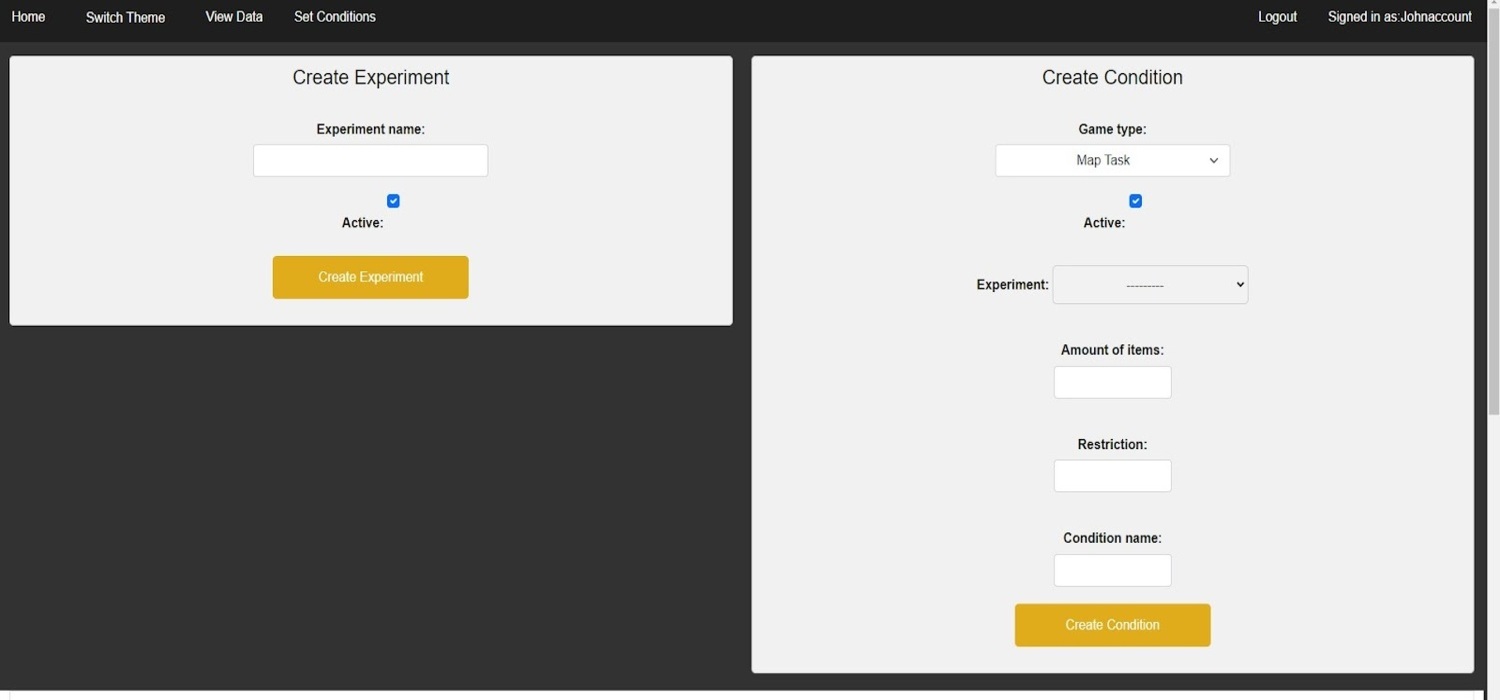 Home Switch Theme View Data Set Conditions Logout Signed in as:Johnaccount
Create Experiment
Experiment name:
Active:
Create Experiment
Create Condition
Game type:
Map Task
Active:
Experiment: ---------
Amount of items:
Restriction:
Condition name:
Create Condition